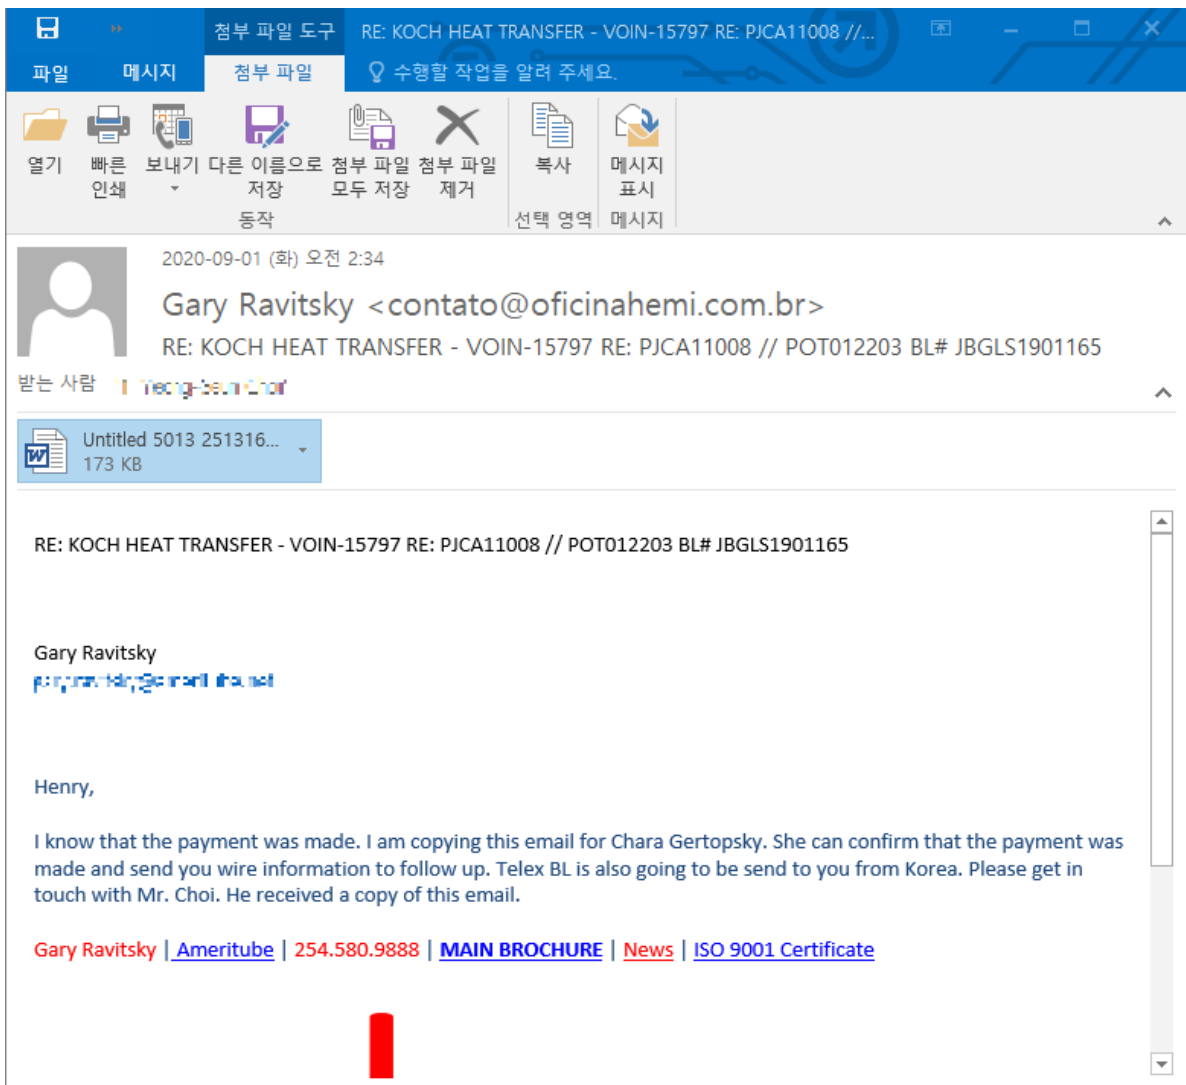 첨부 파일 도구 RE: KOCH HEAT TRANSFER - VOIN-15797 RE: PJCA11008 //...
파일 메시지 첨부 파일 수행할 작업을 알려 주세요.
열기 빠른 인쇄 보내기 다른 이름으로 저장 첨부 파일 모두 저장 첨부 파일 제거 복사 메시지 표시
동작 선택 영역 메시지
2020-09-01 (화) 오전 2:34
Gary Ravitsky <contato@oficinahemi.com.br>
RE: KOCH HEAT TRANSFER - VOIN-15797 RE: PJCA11008 // POT012203 BL# JBGLS1901165
받는 사람
Untitled 5013 251316...
173 KB
RE: KOCH HEAT TRANSFER - VOIN-15797 RE: PJCA11008 // POT012203 BL# JBGLS1901165
Gary Ravitsky
Henry,
I know that the payment was made. I am copying this email for Chara Gertopsky. She can confirm that the payment was
made and send you wire information to follow up. Telex BL is also going to be send to you from Korea. Please get in
touch with Mr. Choi. He received a copy of this email.
Gary Ravitsky | Ameritube | 254.580.9888 | MAIN BROCHURE | News | ISO 9001 Certificate